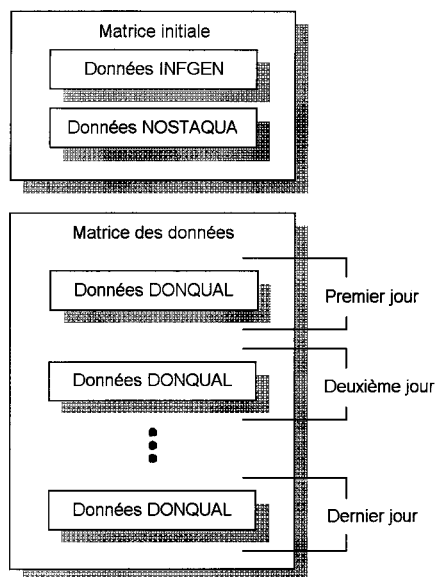 Matrice initiale
Données INFGEN
Données NOSTAQUA
Matrice des données
Données DONQUAL
Premier jour
Données DONQUAL
Deuxième jour
Données DONQUAL
Dernier jour